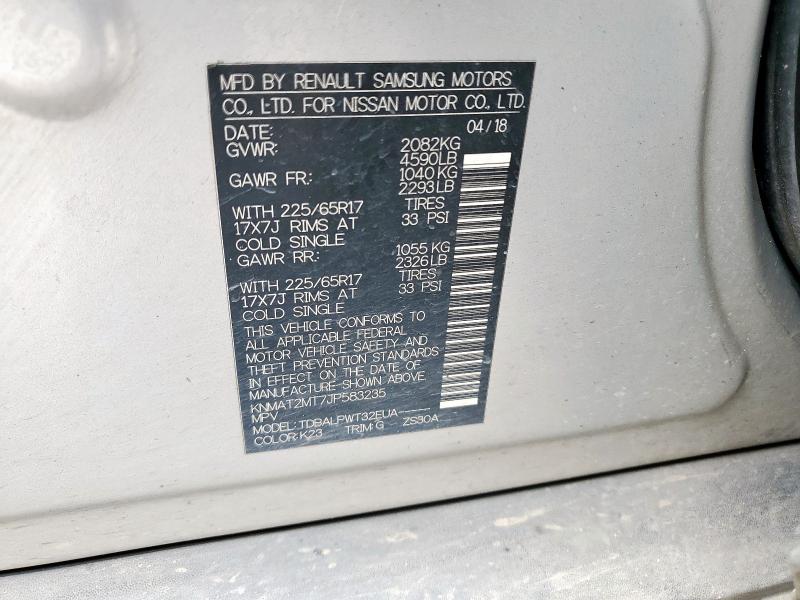 MFD BY RENAULT SAMSUNG MOTORS
CO., LTD. FOR NISSAN MOTOR CO., LTD.
DATE: 04/18
GVWR: 2082KG
4590LB
GAWR FR: 1040 KG
2293LB
WITH 225/65R17 TIRES
17X7J RIMS AT 33 PSI
COLD SINGLE
GAWR RR: 1055 KG
2326LB
WITH 225/65R17 TIRES
17X7J RIMS AT 33 PSI
COLD SINGLE
THIS VEHICLE CONFORMS TO
ALL APPLICABLE FEDERAL
MOTOR VEHICLE SAFETY AND
THEFT PREVENTION STANDARDS
IN EFFECT ON THE DATE OF
MANUFACTURE SHOWN ABOVE.
KNMAT2MT7JP583235
MPV
MODEL: TDBALPWT32EUA
COLOR: K23 TRIM: G ZS30A